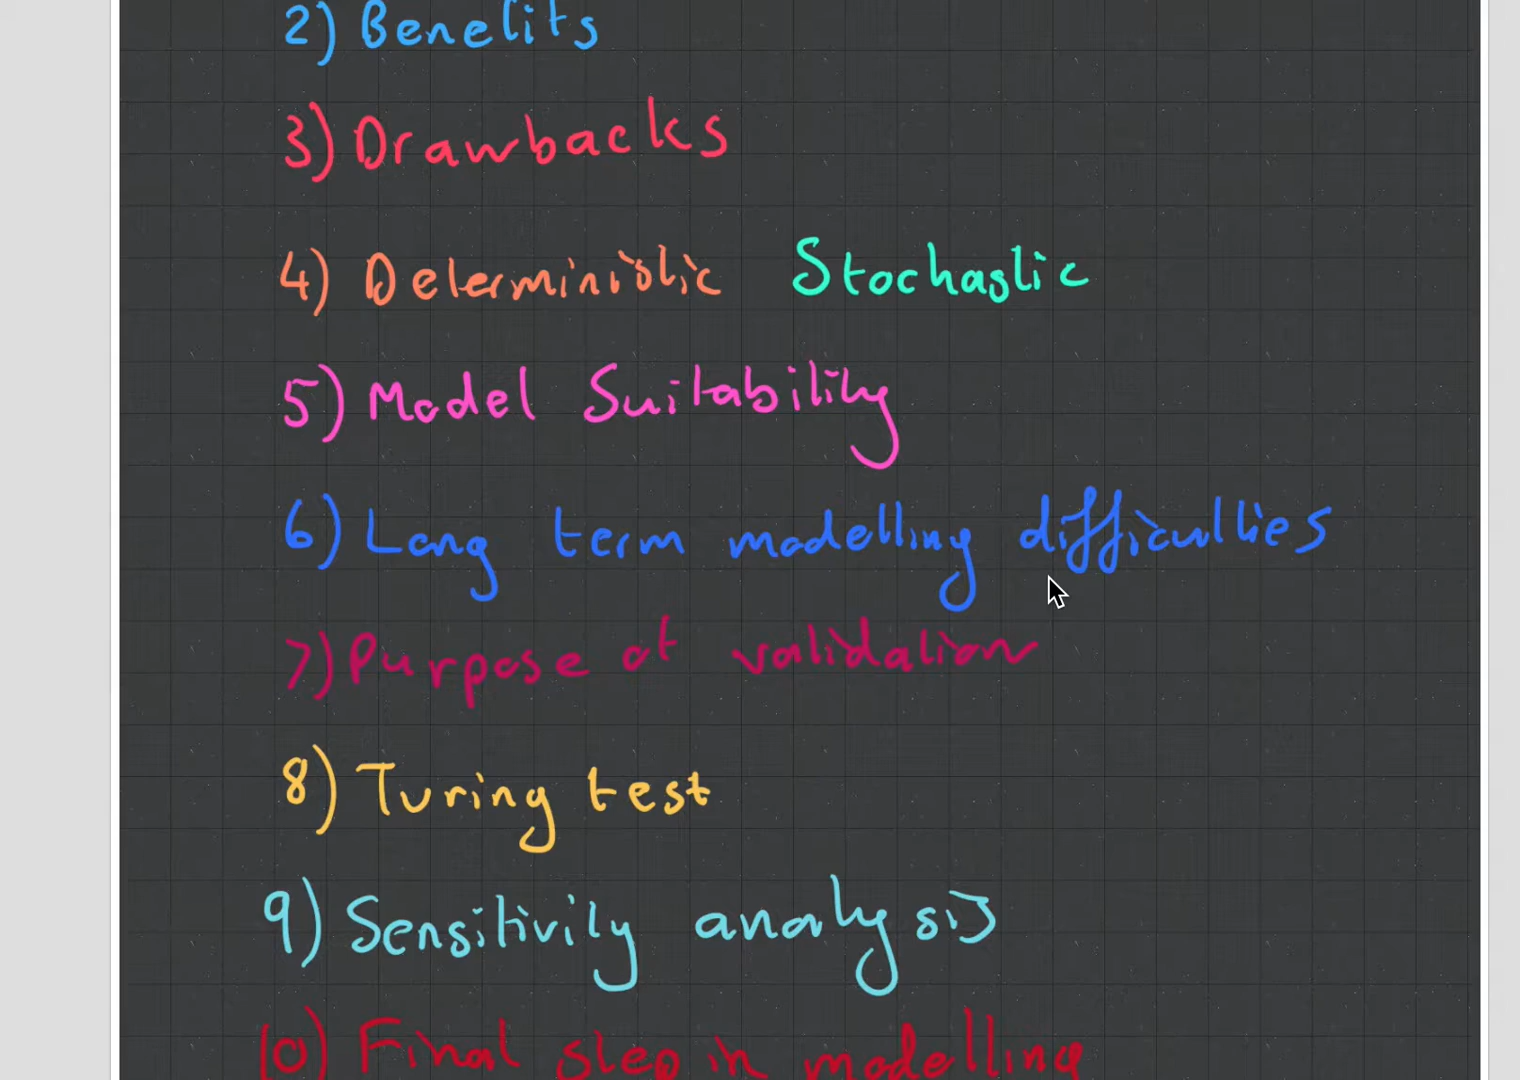 2) Benefits
3) Drawbacks
4) Deterministic Stochastic
5) Model Suitability
6) Long term modelling difficulties
7) Purpose of validation
8) Turing test
9) Sensitivity analysis
10) Final step in modelling